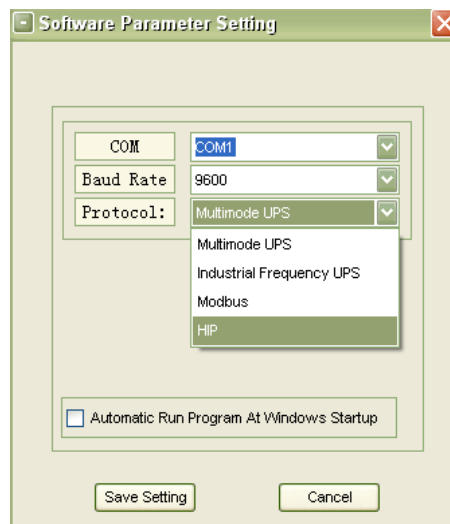 Software Parameter Setting
COM COM1
Baud Rate 9600
Protocol: Multimode UPS
Multimode UPS
Industrial Frequency UPS
Modbus
HIP
Automatic Run Program At Windows Startup
Save Setting Cancel